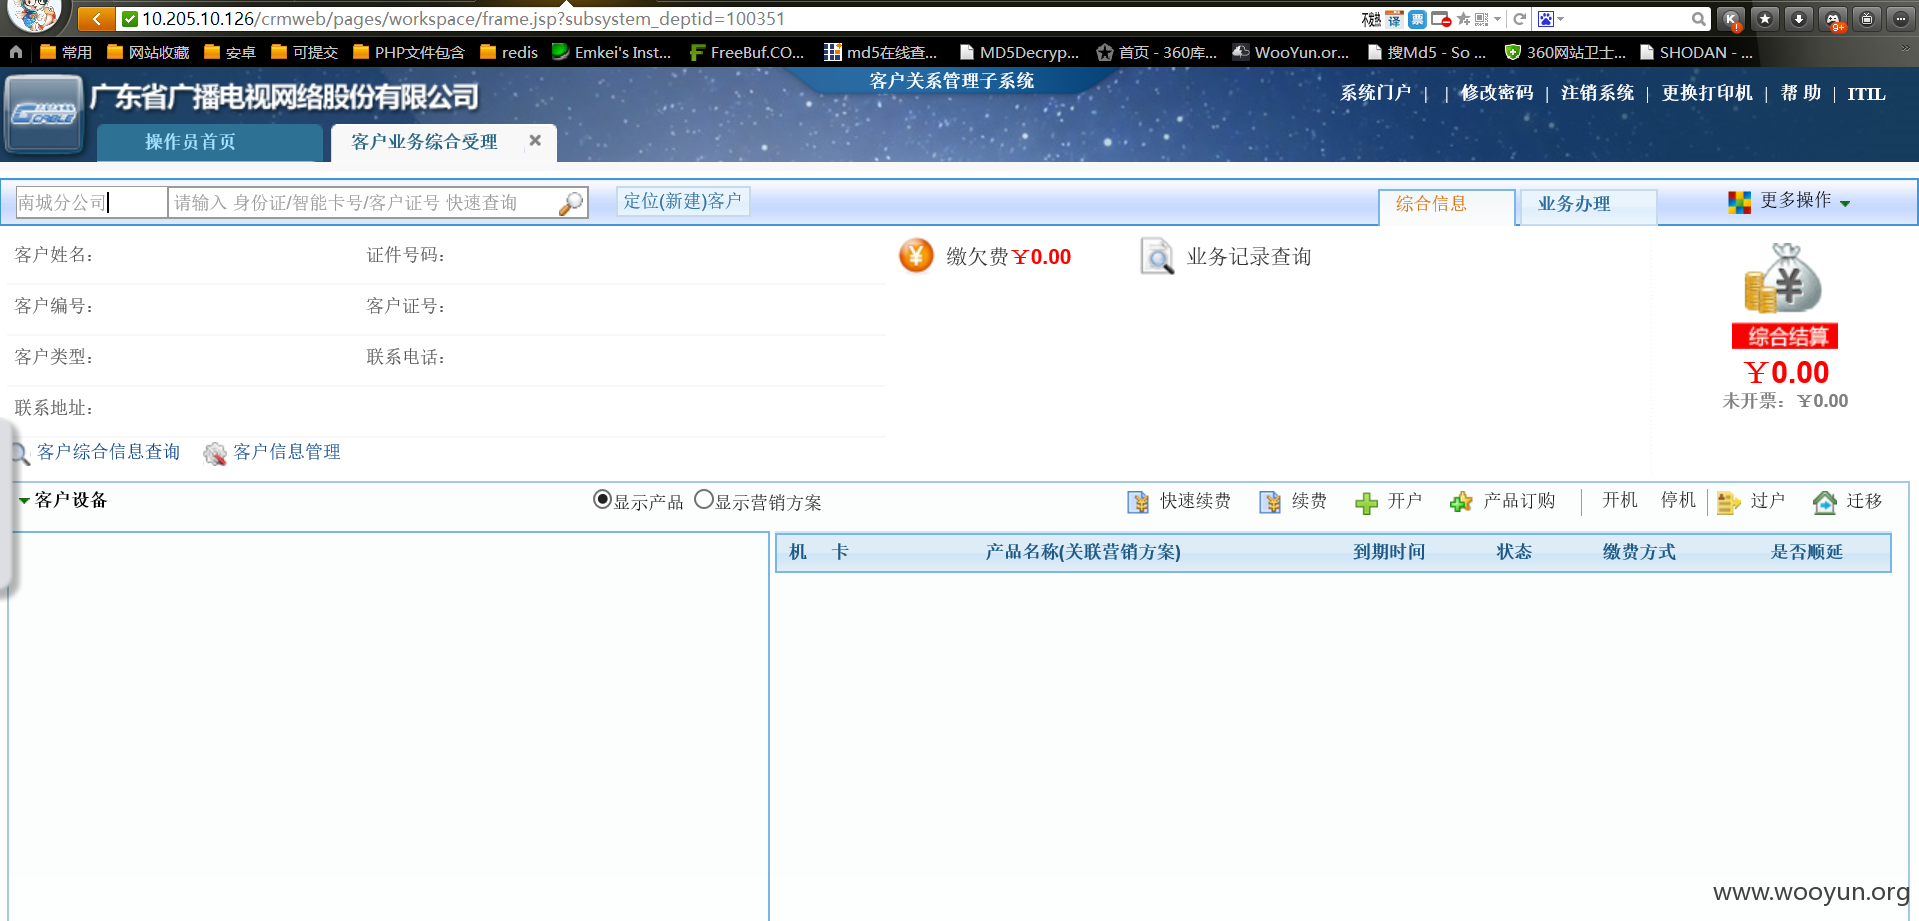 10.205.10.126/crmweb/pages/workspace/frame.jsp?subsystem_deptid=100351
译 票
常用 网站收藏 安卓 可提交 PHP文件包含 redis Emkei's Inst... FreeBuf.CO... md5在线查... MD5Decryp... 首页 - 360库... WooYun.or... 搜Md5 - So ... 360网站卫士... SHODAN - ...
客户关系管理子系统
广东省广播电视网络股份有限公司
系统门户 | | 修改密码 | 注销系统 | 更换打印机 | 帮 助 | ITIL
操作员首页 客户业务综合受理
南城分公司 请输入 身份证/智能卡号/客户证号 快速查询 定位(新建)客户 综合信息 业务办理 更多操作
客户姓名: 证件号码: 缴欠费￥0.00 业务记录查询
客户编号: 客户证号:
综合结算
客户类型: 联系电话: ￥0.00
联系地址: 未开票: ￥0.00
客户综合信息查询 客户信息管理
客户设备 显示产品 显示营销方案 快速续费 续费 开户 产品订购 开机 停机 过户 迁移
机 卡 产品名称(关联营销方案) 到期时间 状态 缴费方式 是否顺延
www.wooyun.org